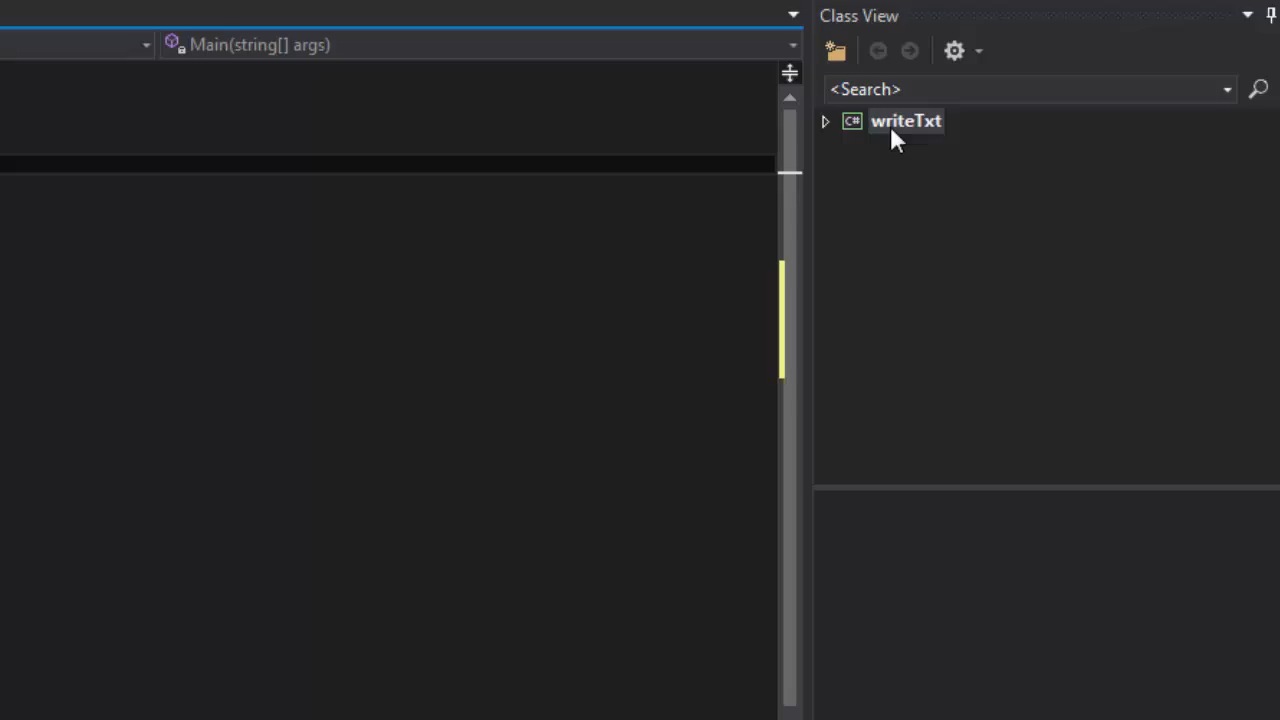 Class View
Main(string[] args)
<Search>
C# writeTxt